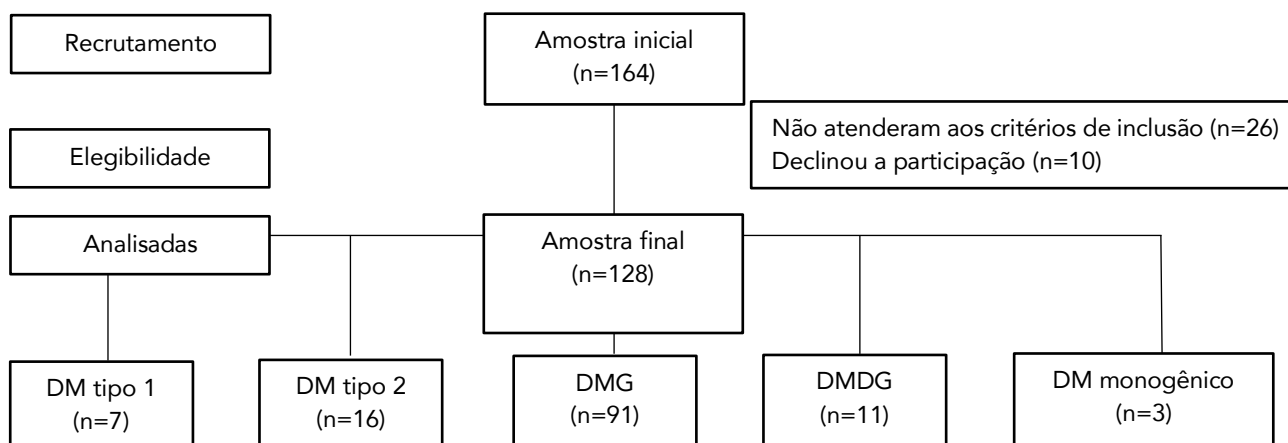 Recrutamento
Amostra inicial
(n=164)
Não atenderam aos critérios de inclusão (n=26)
Declinou a participação (n=10)
Elegibilidade
Analisadas
Amostra final
(n=128)
DM tipo 1
(n=7)
DM tipo 2
(n=16)
DMG
(n=91)
DMDG
(n=11)
DM monogênico
(n=3)